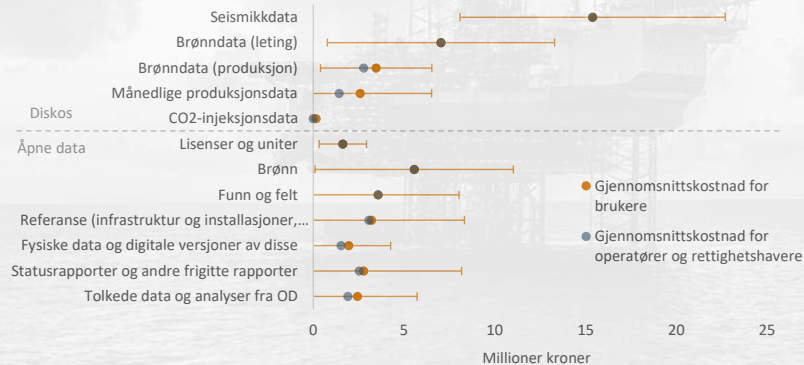 Seismikkdata
Brønndata (leting)
Brønndata (produksjon)
Månedlige produksjonsdata
Diskos
CO2-injeksjonsdata
Åpne data
Lisenser og uniter
Brønn
Funn og felt
Referanse (infrastruktur og installasjoner,...
Fysiske data og digitale versjoner av disse
Statusrapporter og andre frigitte rapporter
Tolkede data og analyser fra OD
Gjennomsnittskostnad for
brukere
Gjennomsnittskostnad for
operatører og rettighetshavere
0 5 10 15 20 25
Millioner kroner